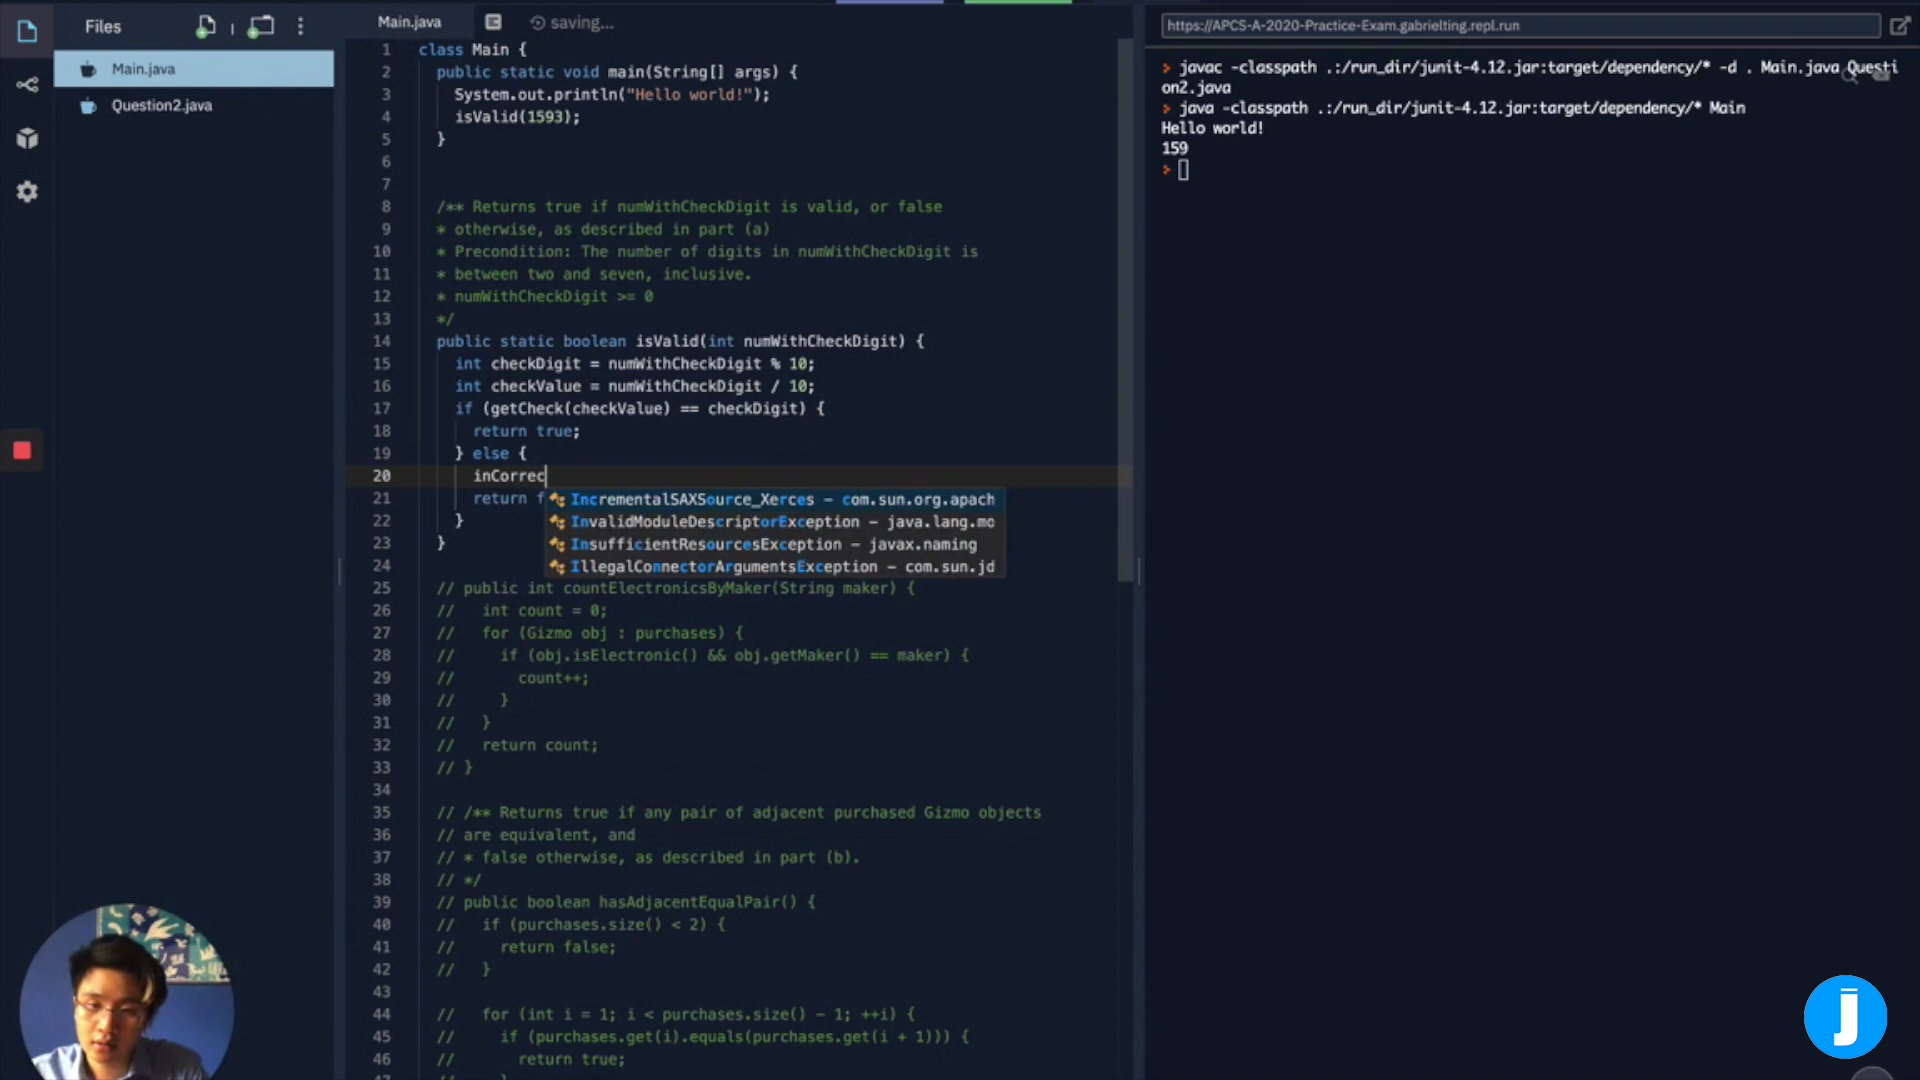 Files
Main.java
Question2.java
Main.java
saving...
1 class Main {
2 public static void main(String[] args) {
3 System.out.println("Hello world!");
4 isValid(1593);
5 }
6
7
8 /** Returns true if numWithCheckDigit is valid, or false
9 * otherwise, as described in part (a)
10 * Precondition: The number of digits in numWithCheckDigit is
11 * between two and seven, inclusive.
12 * numWithCheckDigit >= 0
13 */
14 public static boolean isValid(int numWithCheckDigit) {
15 int checkDigit = numWithCheckDigit % 10;
16 int checkValue = numWithCheckDigit / 10;
17 if (getCheck(checkValue) == checkDigit) {
18 return true;
19 } else {
20 inCorrec
21 return f
22 }
23 }
24
IncrementalSAXSource_Xerces – com.sun.org.apach
InvalidModuleDescriptorException – java.lang.mo
InsufficientResourcesException – javax.naming
IllegalConnectorArgumentsException – com.sun.jd
25 // public int countElectronicsByMaker(String maker) {
26 // int count = 0;
27 // for (Gizmo obj : purchases) {
28 // if (obj.isElectronic() && obj.getMaker() == maker) {
29 // count++;
30 // }
31 // }
32 // return count;
33 // }
34
35 // /** Returns true if any pair of adjacent purchased Gizmo objects
36 // are equivalent, and
37 // * false otherwise, as described in part (b).
38 // */
39 // public boolean hasAdjacentEqualPair() {
40 // if (purchases.size() < 2) {
41 // return false;
42 // }
43
44 // for (int i = 1; i < purchases.size() - 1; ++i) {
45 // if (purchases.get(i).equals(purchases.get(i + 1))) {
46 // return true;
https://APCS-A-2020-Practice-Exam.gabrielting.repl.run
> javac -classpath .:/run_dir/junit-4.12.jar:target/dependency/* -d . Main.java Questi
on2.java
> java -classpath .:/run_dir/junit-4.12.jar:target/dependency/* Main
Hello world!
159
>
J